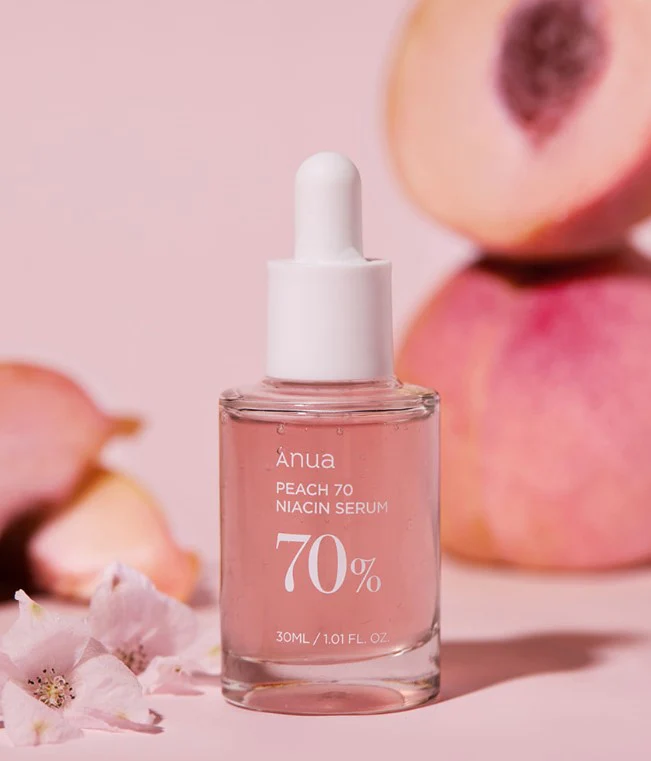 Anua
PEACH 70
NIACIN SERUM
70%
30ML / 1.01 FL. OZ.